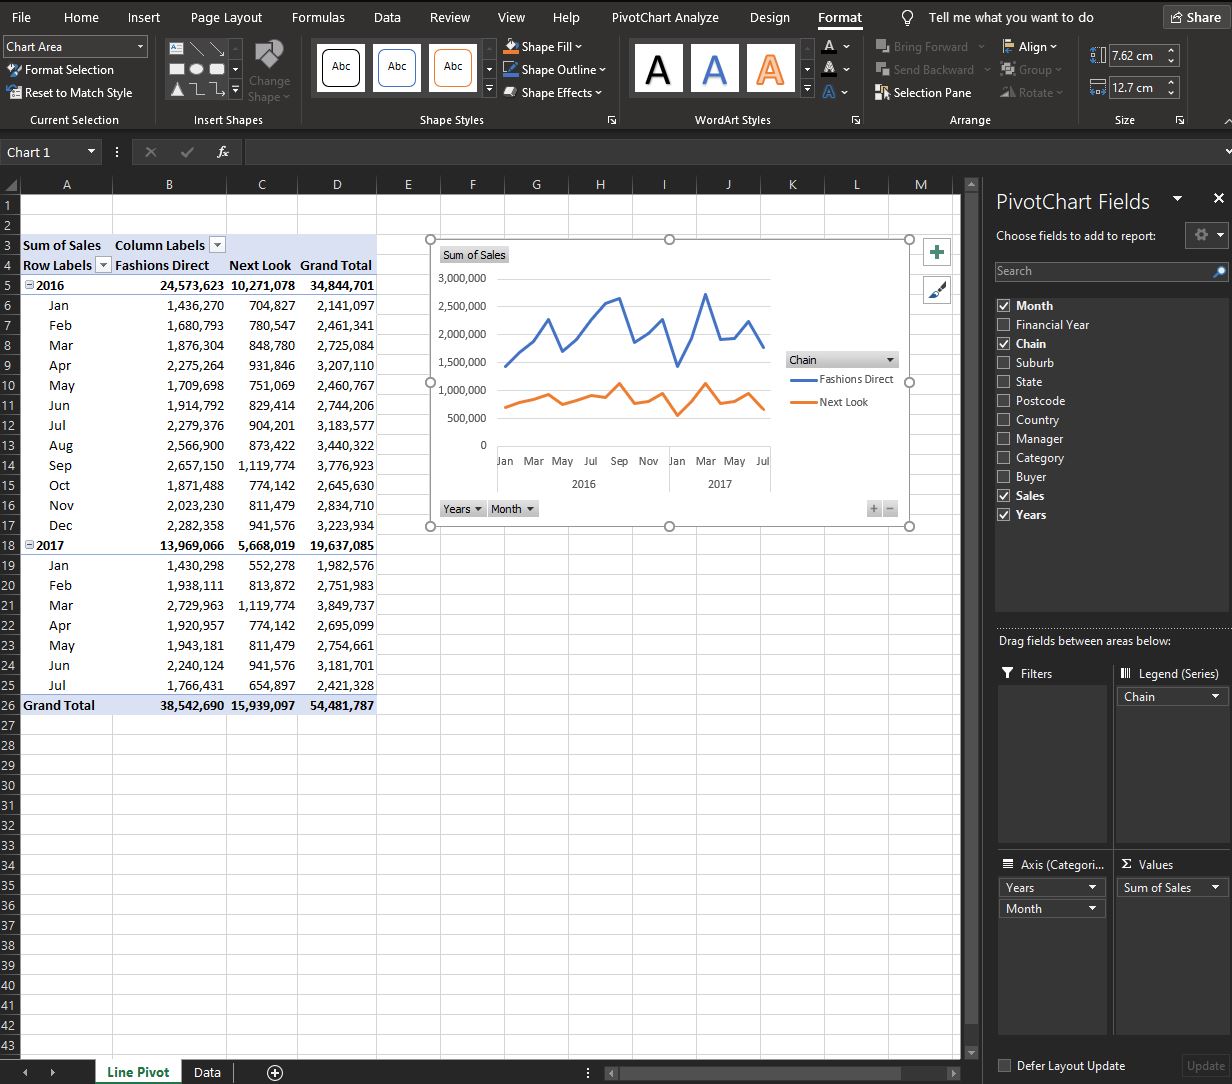 File Home Insert Page Layout Formulas Data Review View Help PivotChart Analyze Design Format Tell me what you want to do Share
Chart Area
Format Selection
Reset to Match Style
Current Selection
Change
Shape
Insert Shapes
Abc Abc Abc
Shape Fill
Shape Outline
Shape Effects
Shape Styles
A A A
A
A
A
WordArt Styles
Bring Forward
Send Backward
Selection Pane
Align
Group
Rotate
Arrange
7.62 cm
12.7 cm
Size
Chart 1 fx
A B C D E F G H I J K L M
1
2
3 Sum of Sales Column Labels
4 Row Labels Fashions Direct Next Look Grand Total
5 2016 24,573,623 10,271,078 34,844,701
6 Jan 1,436,270 704,827 2,141,097
7 Feb 1,680,793 780,547 2,461,341
8 Mar 1,876,304 848,780 2,725,084
9 Apr 2,275,264 931,846 3,207,110
10 May 1,709,698 751,069 2,460,767
11 Jun 1,914,792 829,414 2,744,206
12 Jul 2,279,376 904,201 3,183,577
13 Aug 2,566,900 873,422 3,440,322
14 Sep 2,657,150 1,119,774 3,776,923
15 Oct 1,871,488 774,142 2,645,630
16 Nov 2,023,230 811,479 2,834,710
17 Dec 2,282,358 941,576 3,223,934
18 2017 13,969,066 5,668,019 19,637,085
19 Jan 1,430,298 552,278 1,982,576
20 Feb 1,938,111 813,872 2,751,983
21 Mar 2,729,963 1,119,774 3,849,737
22 Apr 1,920,957 774,142 2,695,099
23 May 1,943,181 811,479 2,754,661
24 Jun 2,240,124 941,576 3,181,701
25 Jul 1,766,431 654,897 2,421,328
26 Grand Total 38,542,690 15,939,097 54,481,787
27
28
29
30
31
32
33
34
35
36
37
38
39
40
41
42
43
Sum of Sales
3,000,000
2,500,000
2,000,000
1,500,000
1,000,000
500,000
0
Jan Mar May Jul Sep Nov Jan Mar May Jul
2016 2017
Chain
Fashions Direct
Next Look
Years Month
PivotChart Fields
Choose fields to add to report:
Search
Month
Financial Year
Chain
Suburb
State
Postcode
Country
Manager
Category
Buyer
Sales
Years
Drag fields between areas below:
Filters
Legend (Series)
Chain
Axis (Categori...
Years
Month
Σ Values
Sum of Sales
Defer Layout Update Update
Line Pivot Data